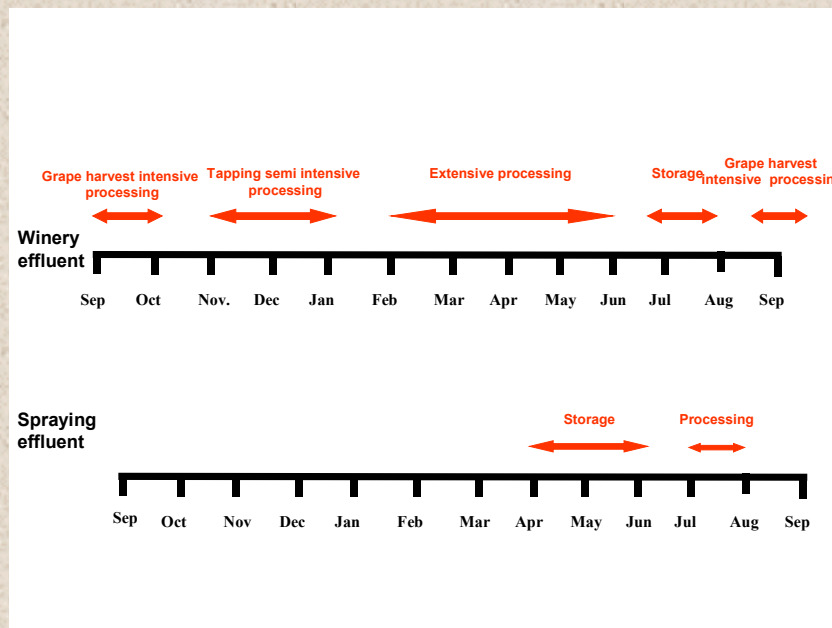 Grape harvest intensive
processing
Tapping semi intensive
processing
Extensive processing
Storage
Grape harvest
intensive processin
Winery
effluent
Sep Oct Nov. Dec Jan Feb Mar Apr May Jun Jul Aug Sep
Spraying
effluent
Storage
Processing
Sep Oct Nov Dec Jan Feb Mar Apr May Jun Jul Aug Sep